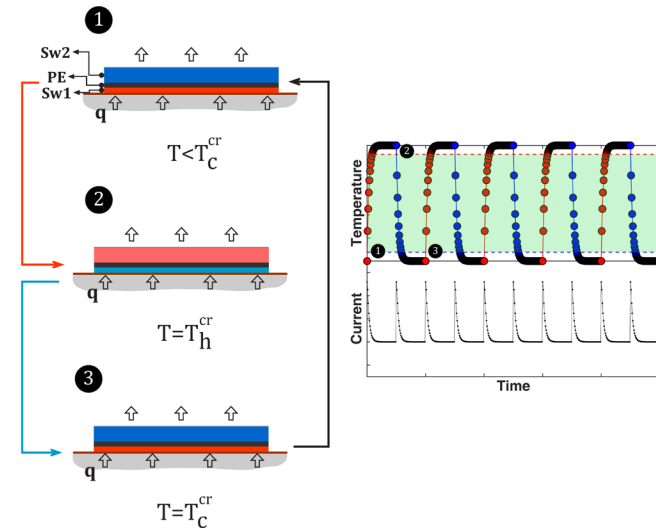 1
Sw2
PE
Sw1
q
T<T_c^cr
2
q
T=T_h^cr
3
q
T=T_c^cr
Temperature
2
1
3
Current
Time